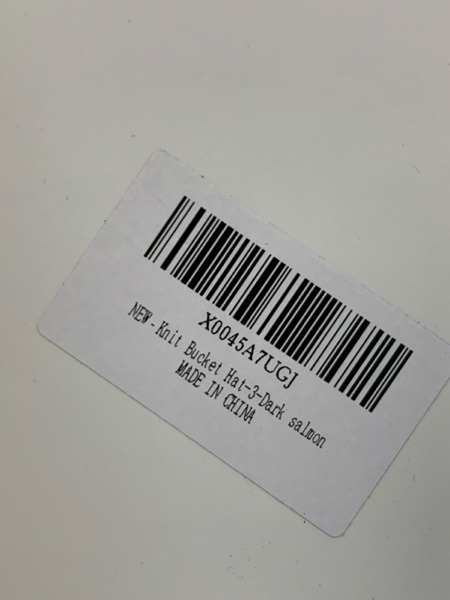 X0045A7UGJ
NEW-Knit Bucket Hat-3-Dark salmon
MADE IN CHINA